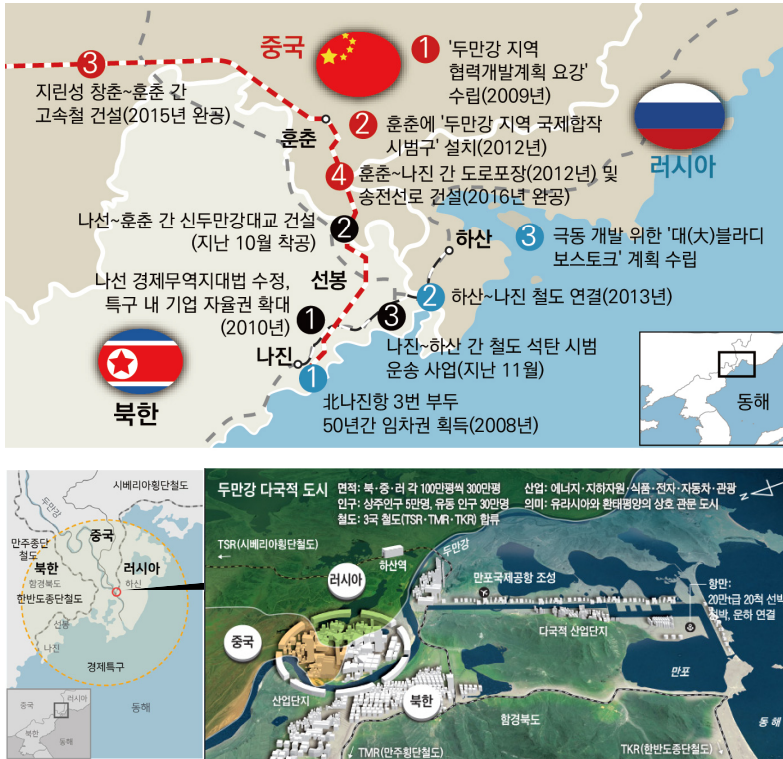 중국
1 '두만강 지역
협력개발계획 요강'
수립(2009년)
3
지린성 창춘~훈춘 간
고속철 건설(2015년 완공)
훈춘
2 훈춘에 '두만강 지역 국제합작
시범구' 설치(2012년)
러시아
4 훈춘~나진 간 도로포장(2012년) 및
송전선로 건설(2016년 완공)
나선~훈춘 간 신두만강대교 건설
(지난 10월 착공)
2
하산
3 극동 개발 위한 '대(大)블라디
보스토크' 계획 수립
선봉
나선 경제무역지대법 수정,
특구 내 기업 자율권 확대
(2010년)
1
2 하산~나진 철도 연결(2013년)
3
나진~하산 간 철도 석탄 시범
운송 사업(지난 11월)
나진
1
북한
北나진항 3번 부두
50년간 임차권 획득(2008년)
동해
시베리아횡단철도
두만강
중국
만주종단
철도
북한
러시아
함경북도
하산
한반도종단철도
선봉
나진
경제특구
동해
중국
러시아
북한
동해
두만강 다국적 도시
면적: 북·중·러 각 100만평씩 300만평
인구: 상주인구 5만명, 유동 인구 30만명
철도: 3국 철도(TSR·TMR·TKR) 합류
산업: 에너지·지하자원·식품·전자·자동차·관광
의미: 유라시아와 환태평양의 상호 관문 도시
N
TSR(시베리아횡단철도)
하산역
두만강
러시아
만포국제공항 조성
항만:
20만t급 20척 선박
정박, 운하 연결
중국
다국적 산업단지
만포
산업단지
북한
함경북도
동해
TMR(만주횡단철도)
TKR(한반도종단철도)